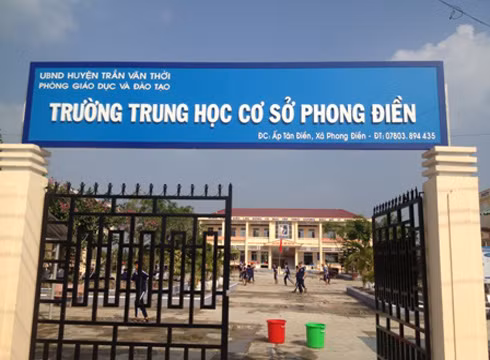 UBND HUYỆN TRẦN VĂN THỜI
PHÒNG GIÁO DỤC VÀ ĐÀO TẠO
TRƯỜNG TRUNG HỌC CƠ SỞ PHONG ĐIỀN
ĐC: Ấp Tân Điền, Xã Phong Điền - ĐT: 07803.894 435